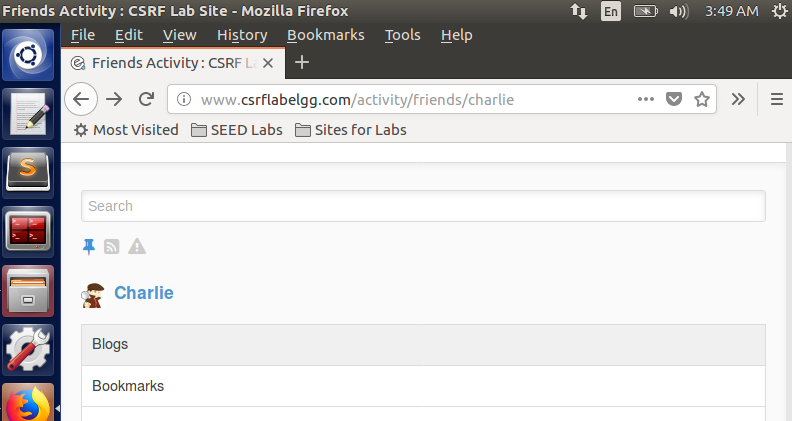 Friends Activity : CSRF Lab Site - Mozilla Firefox
En
3:49 AM
File Edit View History Bookmarks Tools Help
Friends Activity : CSRF L
www.csrflabelgg.com/activity/friends/charlie
Most Visited SEED Labs Sites for Labs
Search
Charlie
Blogs
Bookmarks